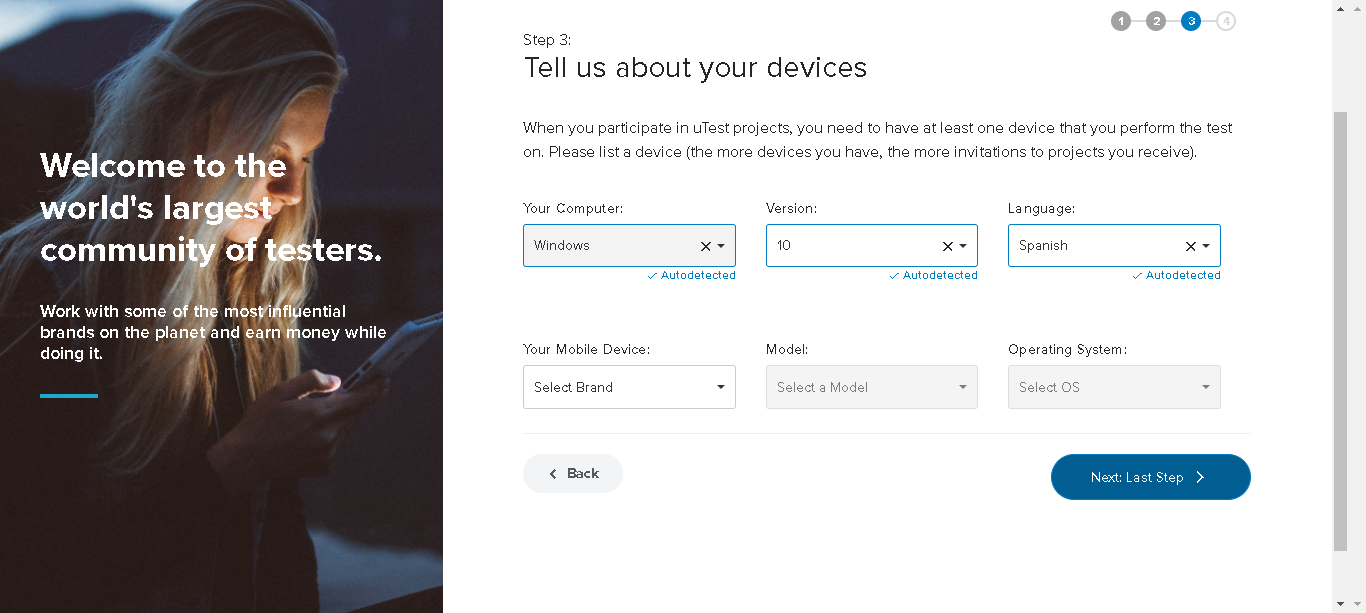 Welcome to the
world's largest
community of testers.
Work with some of the most influential
brands on the planet and earn money while
doing it.
1 2 3 4
Step 3:
Tell us about your devices
When you participate in uTest projects, you need to have at least one device that you perform the test
on. Please list a device (the more devices you have, the more invitations to projects you receive).
Your Computer: Version: Language:
Windows 10 Spanish
Autodetected Autodetected Autodetected
Your Mobile Device: Model: Operating System:
Select Brand Select a Model Select OS
Back Next: Last Step